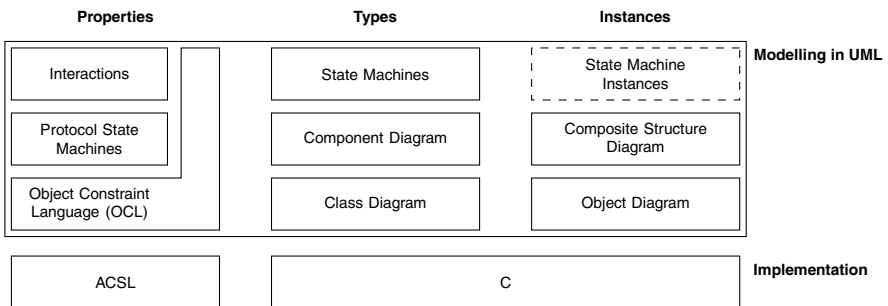 Properties
Types
Instances
Modelling in UML
Interactions
State Machines
State Machine
Instances
Protocol State
Machines
Component Diagram
Composite Structure
Diagram
Object Constraint
Language (OCL)
Class Diagram
Object Diagram
Implementation
ACSL
C